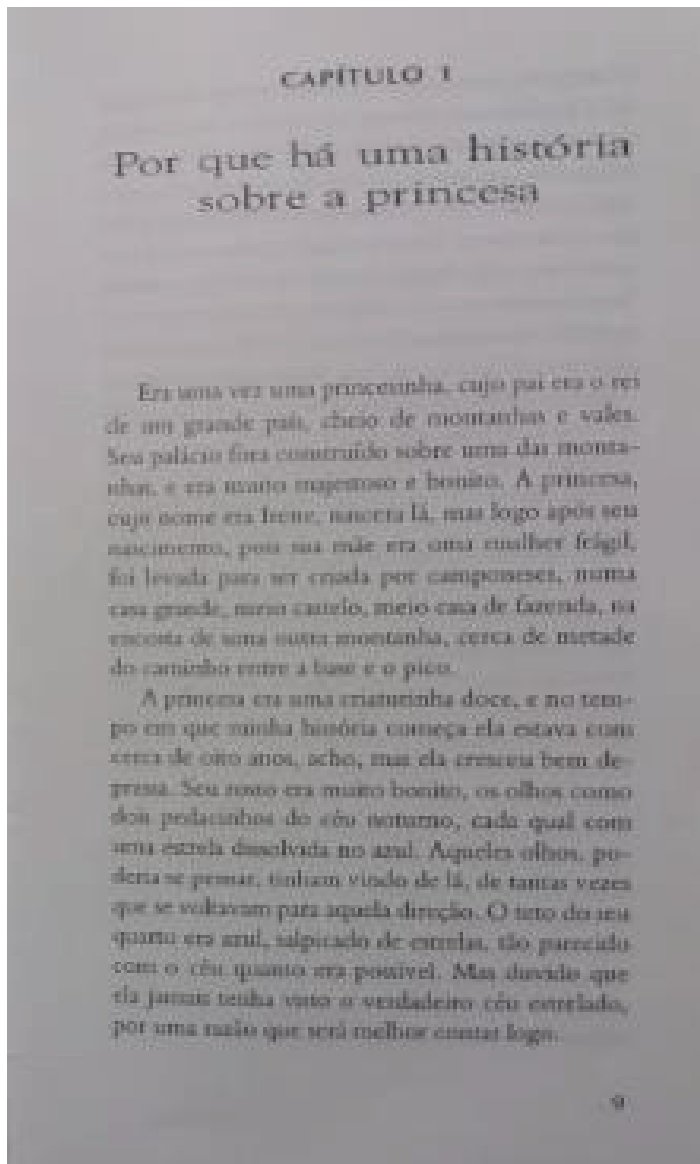 CAPÍTULO 1
Por que há uma história
sobre a princesa
Era uma vez uma princesinha, cujo pai era o rei
de um grande país, cheio de montanhas e vales.
Seu palácio fora construído sobre uma das monta-
nhas, e era muito majestoso e bonito. A princesa,
cujo nome era Irene, nascera lá, mas logo após seu
nascimento, pois sua mãe era uma mulher frágil,
foi levada para ser criada por camponeses, numa
casa grande, meio castelo, meio casa de fazenda, na
encosta de uma outra montanha, cerca de metade
do caminho entre a base e o pico.
A princesa era uma criaturinha doce, e no tem-
po em que minha história começa ela estava com
cerca de oito anos, acho, mas ela cresceu bem de-
pressa. Seu rosto era muito bonito, os olhos como
dois pedacinhos do céu noturno, cada qual com
uma estrela dissolvida no azul. Aqueles olhos, po-
deria-se pensar, tinham vindo de lá, de tantas vezes
que se voltavam para aquela direção. O teto do seu
quarto era azul, salpicado de estrelas, tão parecido
com o céu quanto era possível. Mas duvido que
ela jamais tenha visto o verdadeiro céu estrelado,
por uma razão que será melhor contar logo.
9